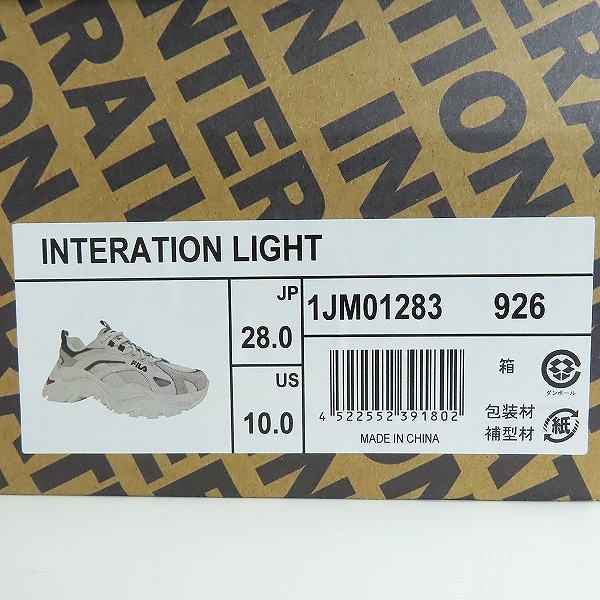 INTERATION LIGHT
JP
28.0
US
10.0
1JM01283 926
4 522552 391802
MADE IN CHINA
箱
ダンボール
包装材
補型材
紙
FILA